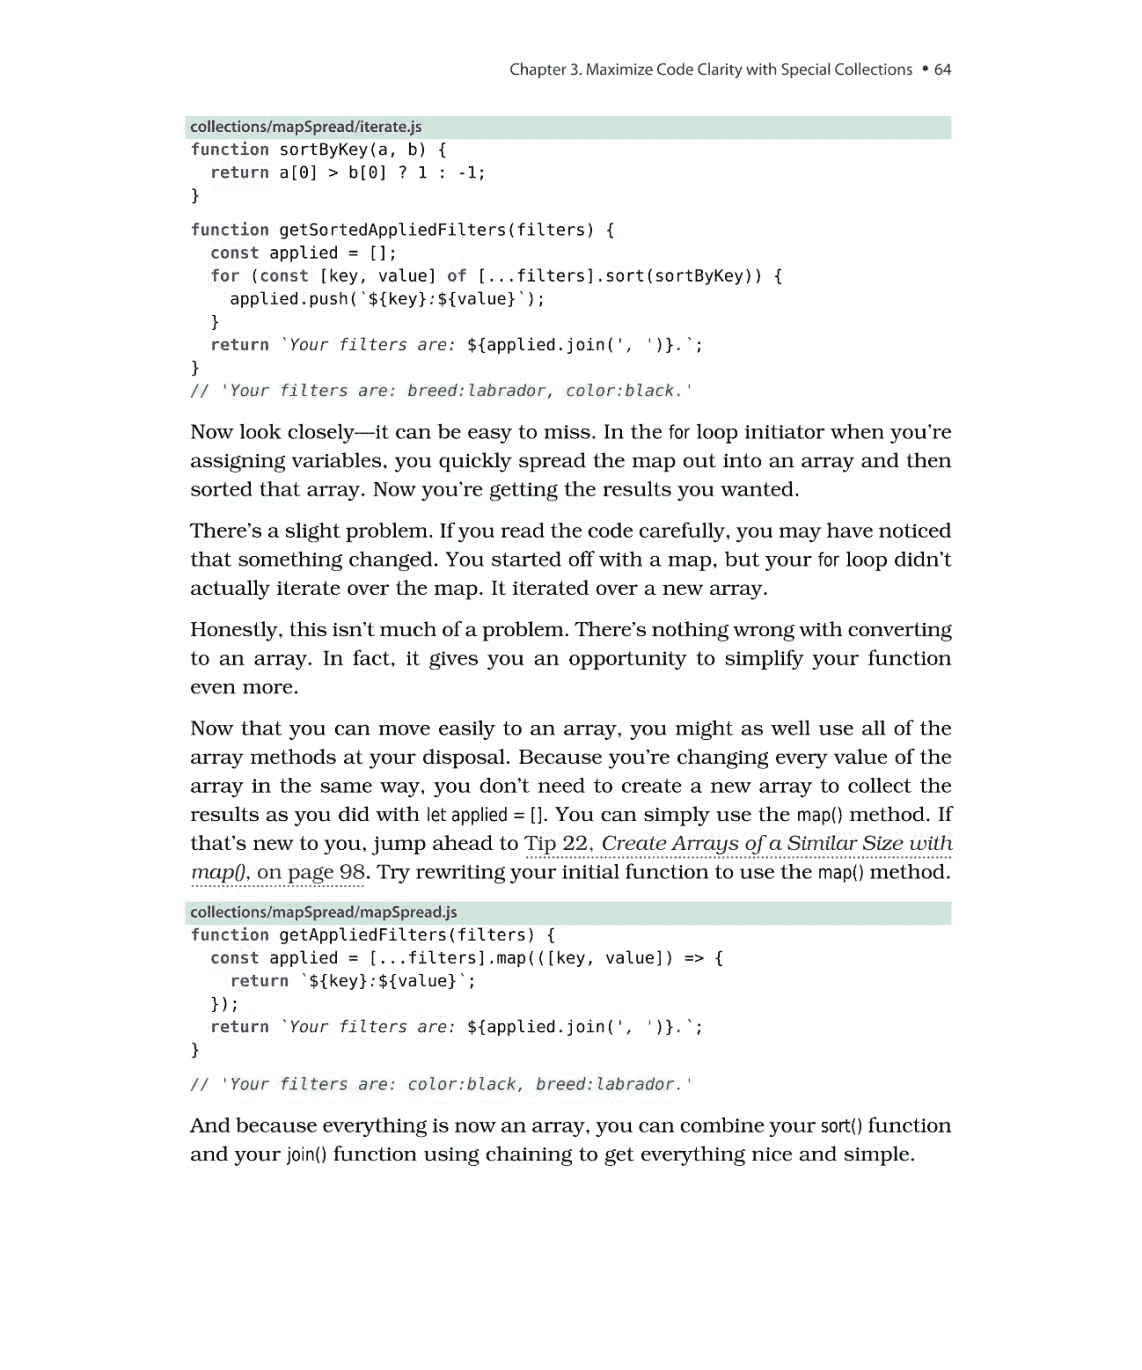 Chapter 3. Maximize Code Clarity with Special Collections • 64
collections/mapSpread/iterate.js
function sortByKey(a, b) {
  return a[0] > b[0] ? 1 : -1;
}
function getSortedAppliedFilters(filters) {
  const applied = [];
  for (const [key, value] of [...filters].sort(sortByKey)) {
    applied.push(`${key}:${value}`);
  }
  return `Your filters are: ${applied.join(', ')}.`;
}
// 'Your filters are: breed:labrador, color:black.'
Now look closely—it can be easy to miss. In the for loop initiator when you're
assigning variables, you quickly spread the map out into an array and then
sorted that array. Now you're getting the results you wanted.
There's a slight problem. If you read the code carefully, you may have noticed
that something changed. You started off with a map, but your for loop didn't
actually iterate over the map. It iterated over a new array.
Honestly, this isn't much of a problem. There's nothing wrong with converting
to an array. In fact, it gives you an opportunity to simplify your function
even more.
Now that you can move easily to an array, you might as well use all of the
array methods at your disposal. Because you're changing every value of the
array in the same way, you don't need to create a new array to collect the
results as you did with let applied = []. You can simply use the map() method. If
that's new to you, jump ahead to Tip 22, Create Arrays of a Similar Size with
map(), on page 98. Try rewriting your initial function to use the map() method.
collections/mapSpread/mapSpread.js
function getAppliedFilters(filters) {
  const applied = [...filters].map(([key, value]) => {
    return `${key}:${value}`;
  });
  return `Your filters are: ${applied.join(', ')}.`;
}
// 'Your filters are: color:black, breed:labrador.'
And because everything is now an array, you can combine your sort() function
and your join() function using chaining to get everything nice and simple.